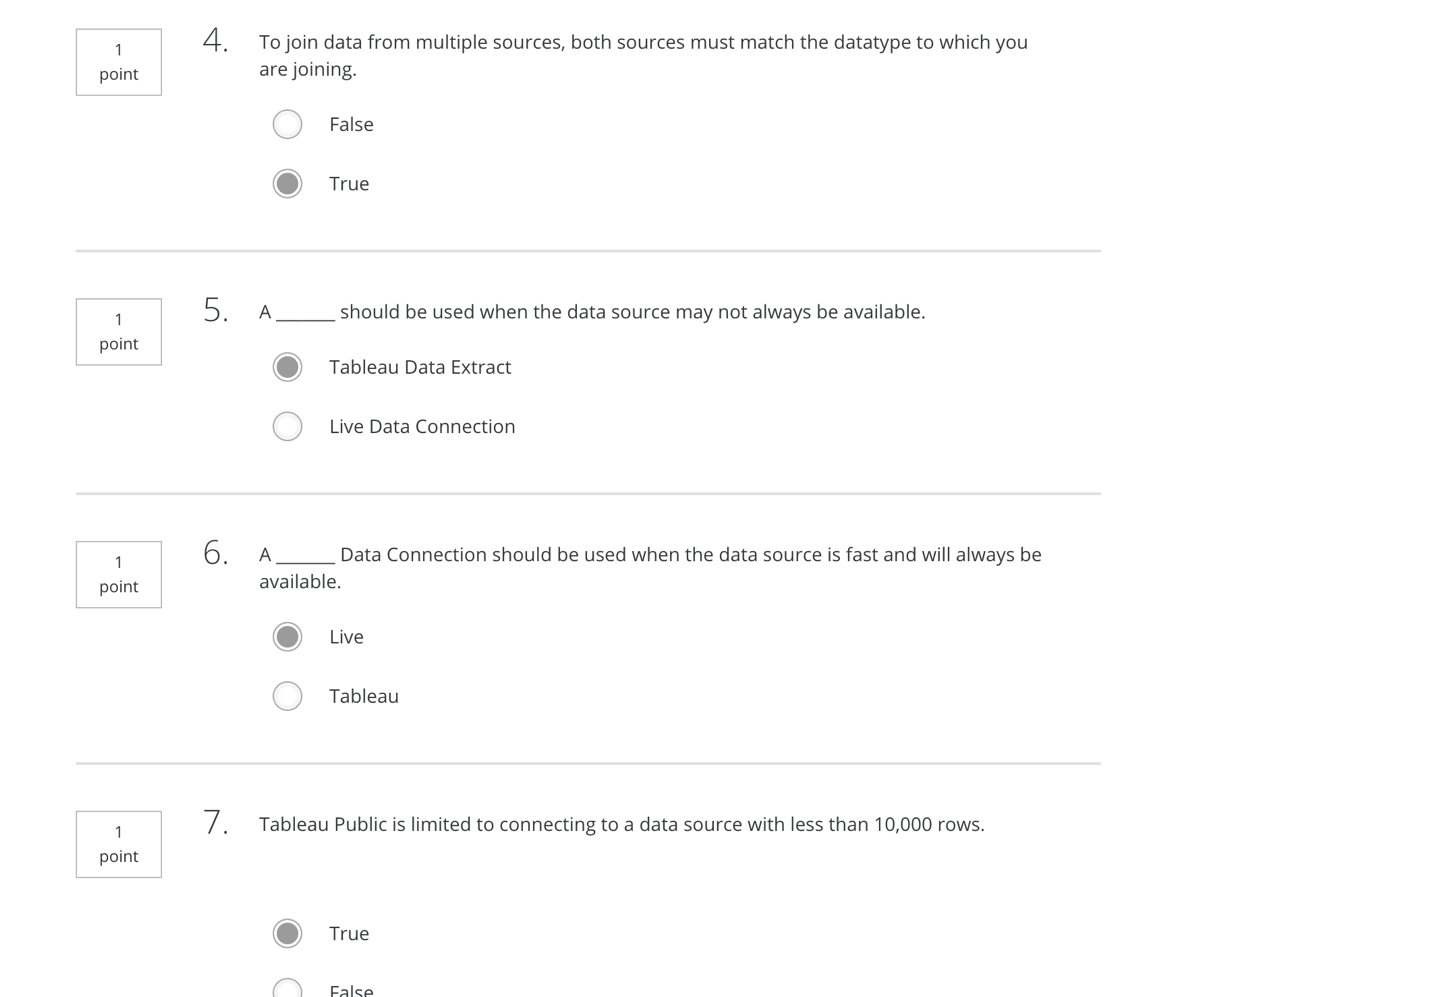 1
point
4. To join data from multiple sources, both sources must match the datatype to which you
are joining.
False
True
1
point
5. A ______ should be used when the data source may not always be available.
Tableau Data Extract
Live Data Connection
1
point
6. A ______ Data Connection should be used when the data source is fast and will always be
available.
Live
Tableau
1
point
7. Tableau Public is limited to connecting to a data source with less than 10,000 rows.
True
False